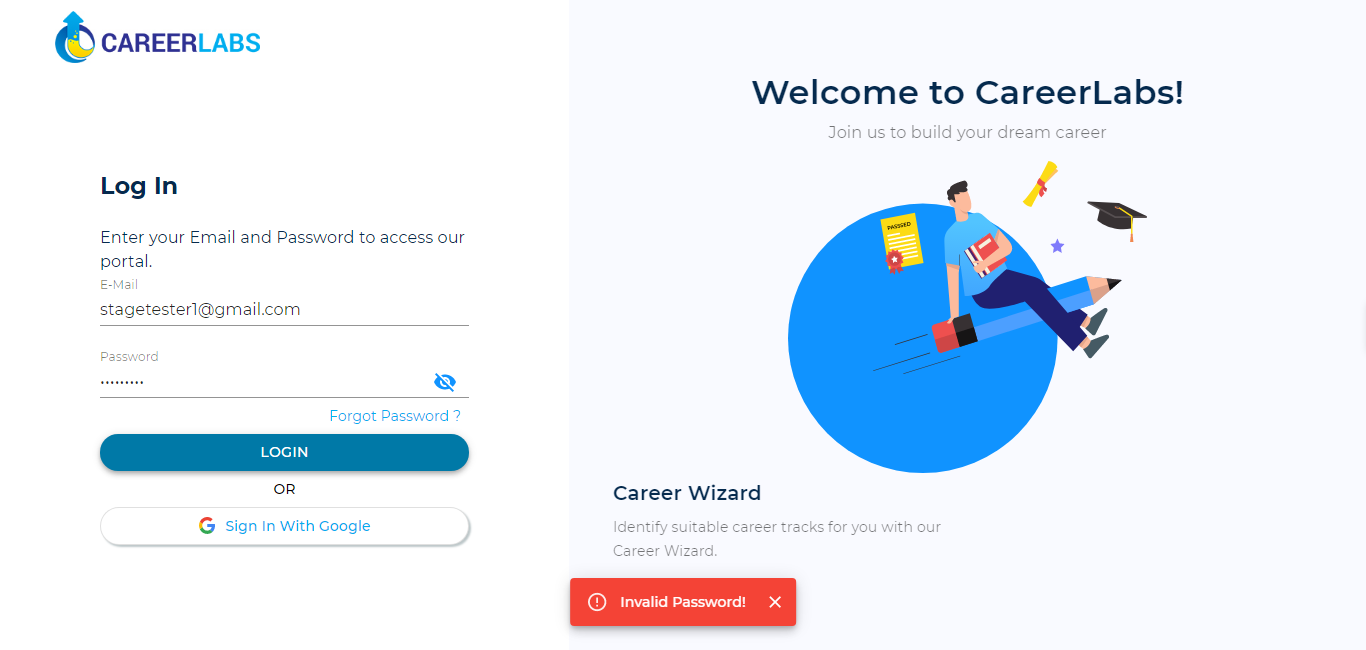 CAREERLABS
Log In
Enter your Email and Password to access our
portal.
E-Mail
stagetester1@gmail.com
Password
•••••••••
Forgot Password ?
LOGIN
OR
Sign In With Google
Welcome to CareerLabs!
Join us to build your dream career
PASSED
Career Wizard
Identify suitable career tracks for you with our
Career Wizard.
Invalid Password!